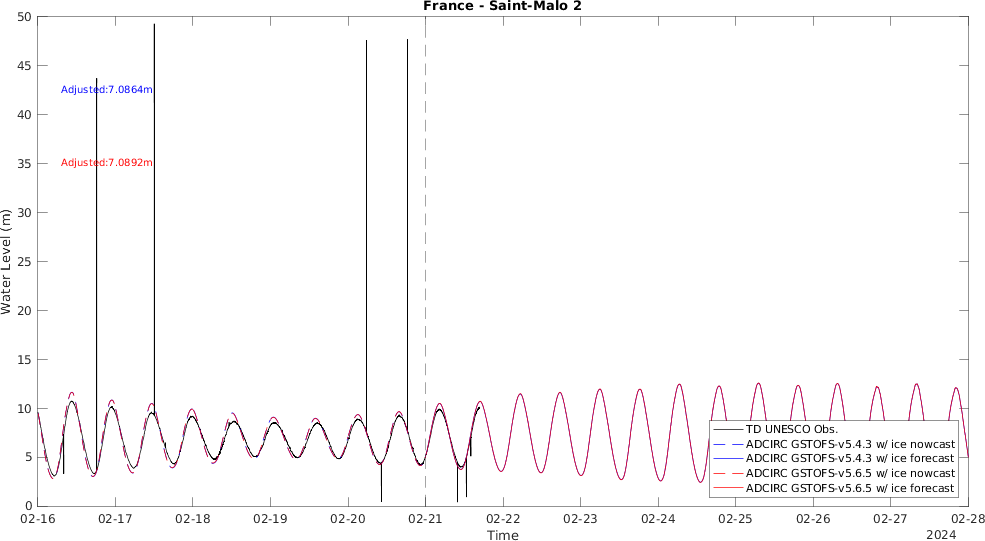 France - Saint-Malo 2
50
45
40
35
30
25
20
15
10
5
0
Water Level (m)
Adjusted:7.0864m
Adjusted:7.0892m
TD UNESCO Obs.
ADCIRC GSTOFS-v5.4.3 w/ ice nowcast
ADCIRC GSTOFS-v5.4.3 w/ ice forecast
ADCIRC GSTOFS-v5.6.5 w/ ice nowcast
ADCIRC GSTOFS-v5.6.5 w/ ice forecast
02-16 02-17 02-18 02-19 02-20 02-21 02-22 02-23 02-24 02-25 02-26 02-27 02-28
Time
2024